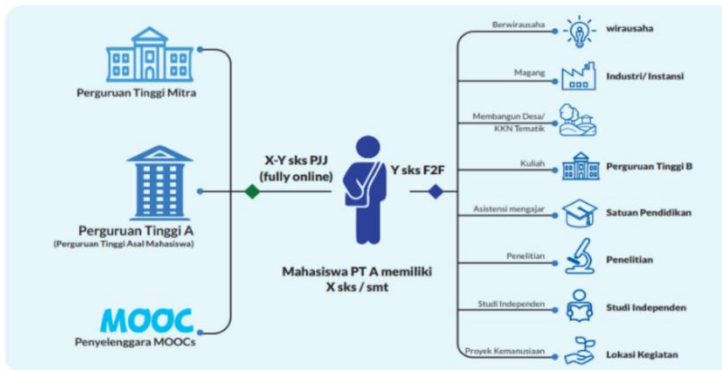 Perguruan Tinggi Mitra
Perguruan Tinggi A
(Perguruan Tinggi Asal Mahasiswa)
MOOC
Penyelenggara MOOCs
X-Y sks PJJ
(fully online)
Mahasiswa PT A memiliki
X sks / smt
Y sks F2F
Berwirausaha
wirausaha
Magang
Industri/ Instansi
Membangun Desa/
KKN Tematik
Kuliah
Perguruan Tinggi B
Asistensi mengajar
Satuan Pendidikan
Penelitian
Penelitian
Studi Independen
Studi Independen
Proyek Kemanusiaan
Lokasi Kegiatan